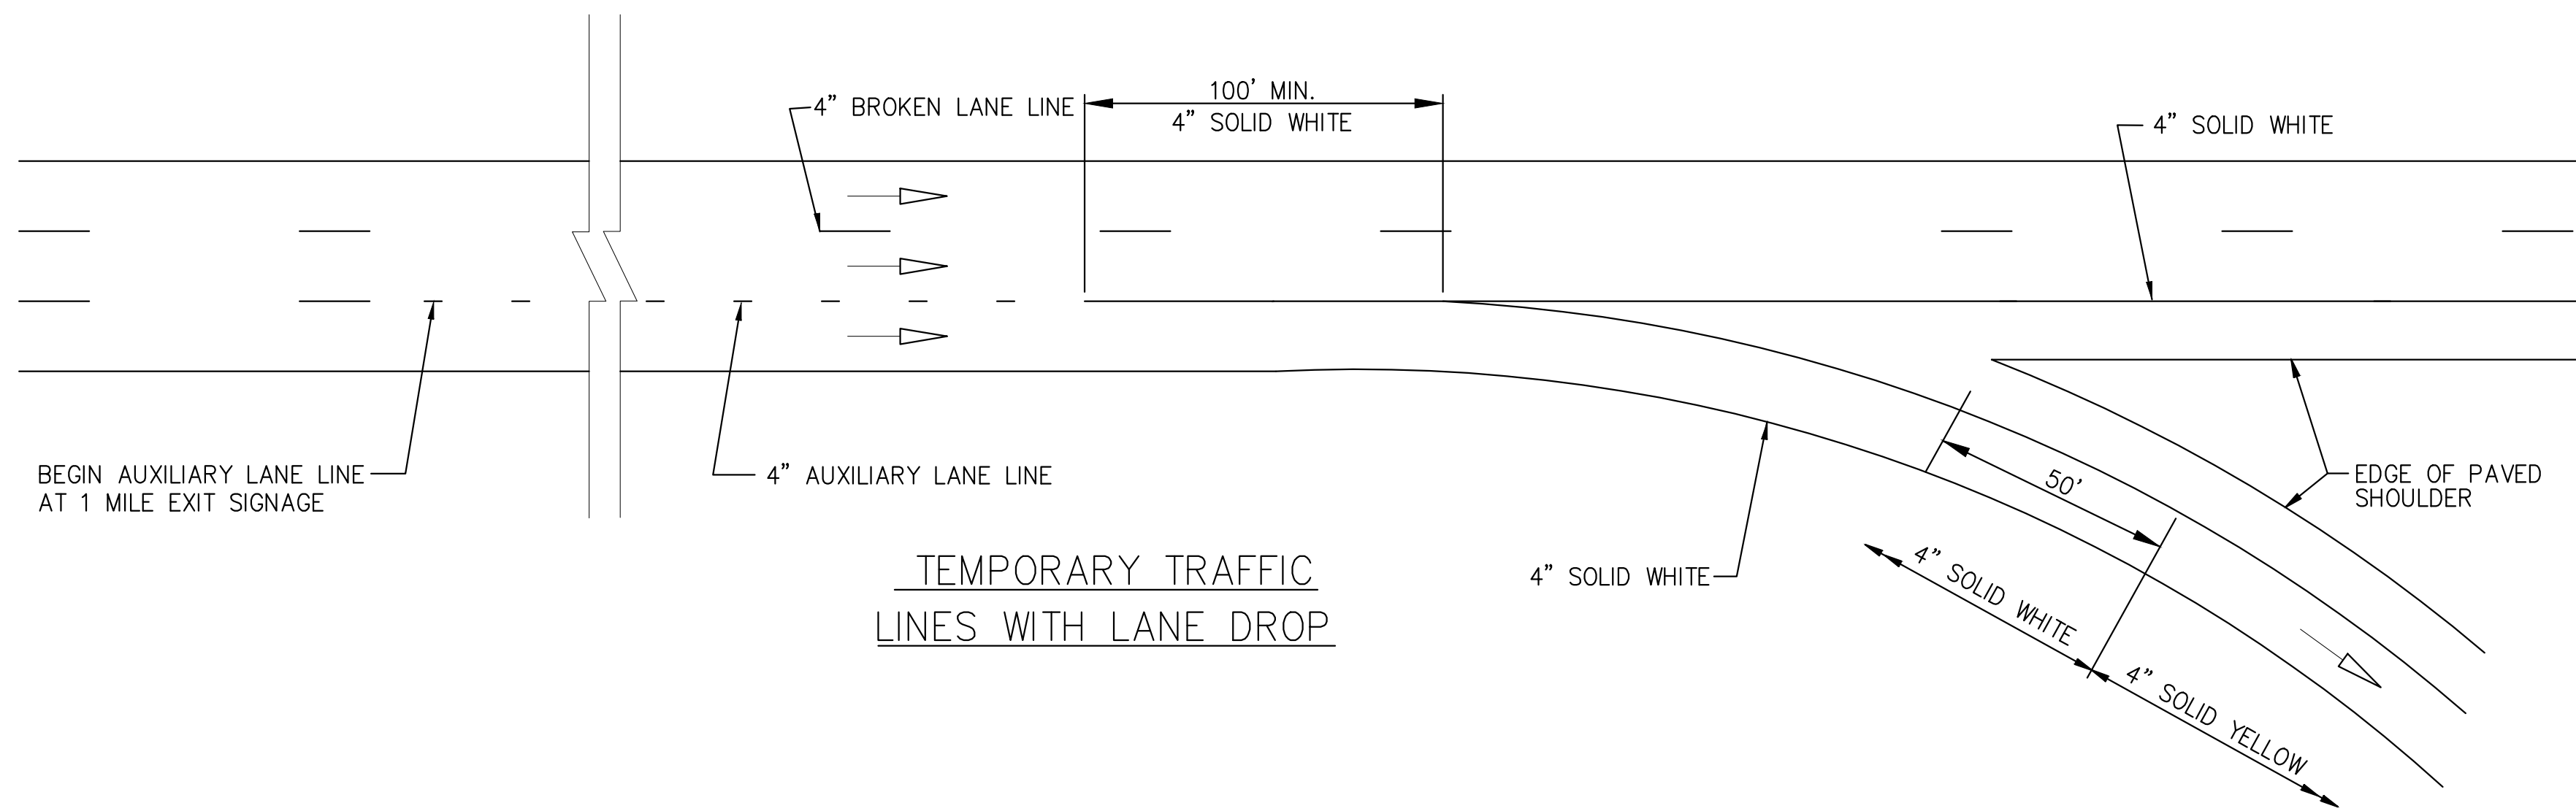 100' MIN.
4" BROKEN LANE LINE
4" SOLID WHITE
4" SOLID WHITE
BEGIN AUXILIARY LANE LINE
AT 1 MILE EXIT SIGNAGE
4" AUXILIARY LANE LINE
50'
EDGE OF PAVED
SHOULDER
TEMPORARY TRAFFIC
LINES WITH LANE DROP
4" SOLID WHITE
4" SOLID WHITE
4" SOLID YELLOW